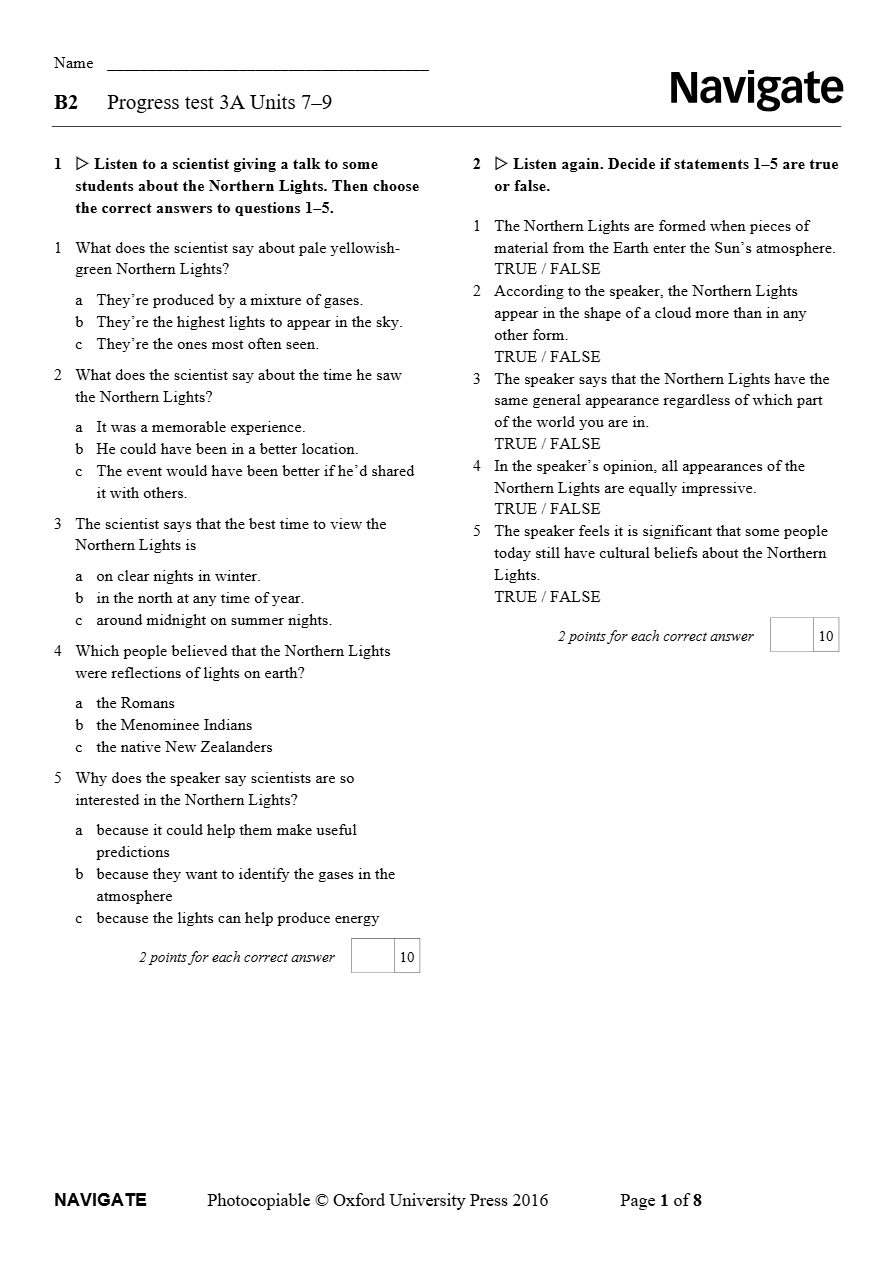 Name ________________________________________
Navigate
B2 Progress test 3A Units 7–9
1 ▷ Listen to a scientist giving a talk to some
students about the Northern Lights. Then choose
the correct answers to questions 1–5.
1 What does the scientist say about pale yellowish-
green Northern Lights?
a They’re produced by a mixture of gases.
b They’re the highest lights to appear in the sky.
c They’re the ones most often seen.
2 What does the scientist say about the time he saw
the Northern Lights?
a It was a memorable experience.
b He could have been in a better location.
c The event would have been better if he’d shared
it with others.
3 The scientist says that the best time to view the
Northern Lights is
a on clear nights in winter.
b in the north at any time of year.
c around midnight on summer nights.
4 Which people believed that the Northern Lights
were reflections of lights on earth?
a the Romans
b the Menominee Indians
c the native New Zealanders
5 Why does the speaker say scientists are so
interested in the Northern Lights?
a because it could help them make useful
predictions
b because they want to identify the gases in the
atmosphere
c because the lights can help produce energy
2 points for each correct answer 10
2 ▷ Listen again. Decide if statements 1–5 are true
or false.
1 The Northern Lights are formed when pieces of
material from the Earth enter the Sun’s atmosphere.
TRUE / FALSE
2 According to the speaker, the Northern Lights
appear in the shape of a cloud more than in any
other form.
TRUE / FALSE
3 The speaker says that the Northern Lights have the
same general appearance regardless of which part
of the world you are in.
TRUE / FALSE
4 In the speaker’s opinion, all appearances of the
Northern Lights are equally impressive.
TRUE / FALSE
5 The speaker feels it is significant that some people
today still have cultural beliefs about the Northern
Lights.
TRUE / FALSE
2 points for each correct answer 10
NAVIGATE Photocopiable © Oxford University Press 2016 Page 1 of 8